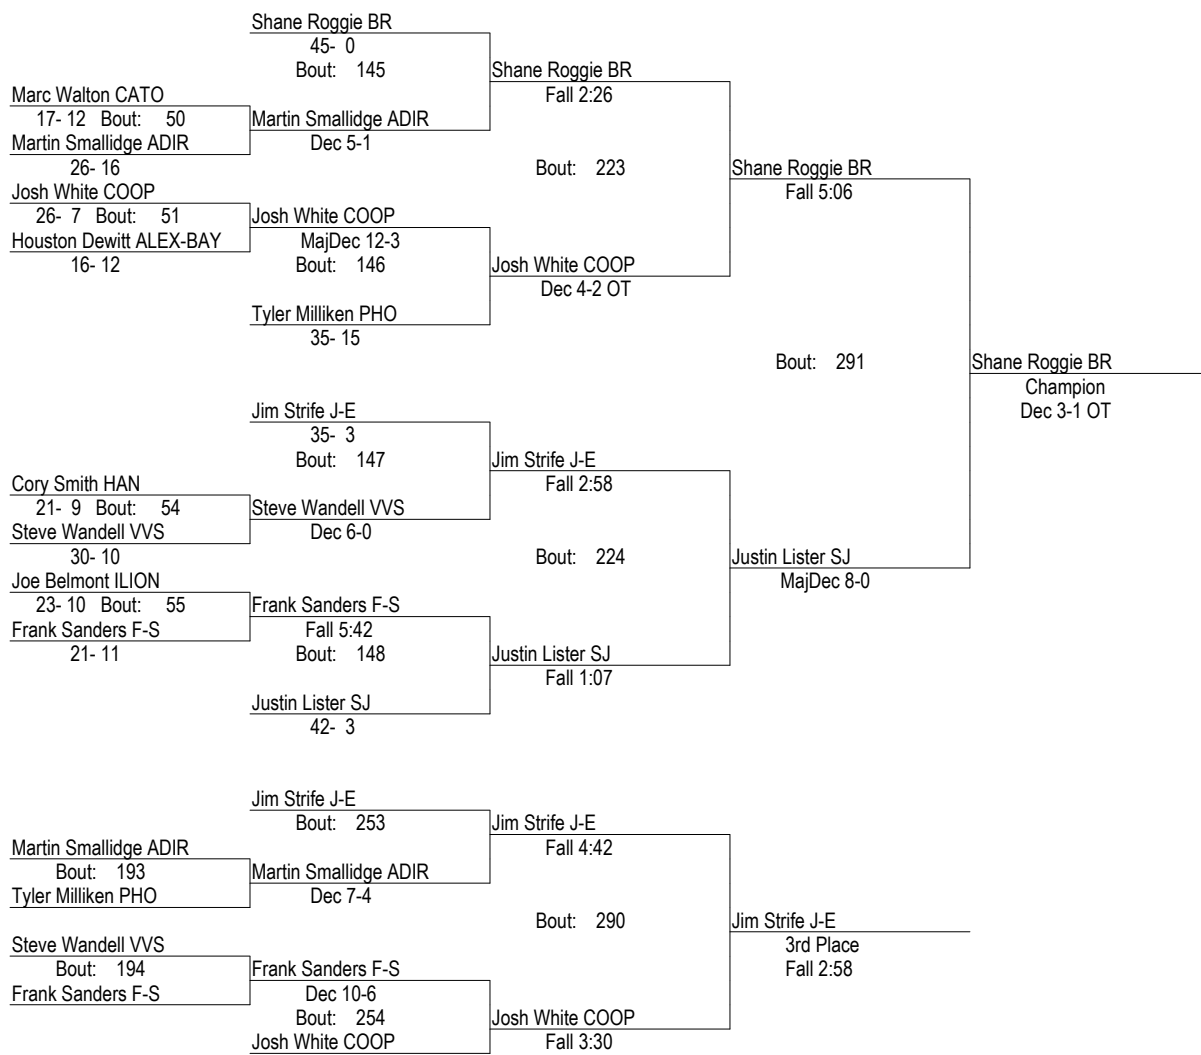 Shane Roggie BR
45- 0
Bout: 145
Shane Roggie BR
Fall 2:26
Marc Walton CATO
17- 12 Bout: 50
Martin Smallidge ADIR
Dec 5-1
Martin Smallidge ADIR
26- 16
Bout: 223
Shane Roggie BR
Fall 5:06
Josh White COOP
26- 7 Bout: 51
Josh White COOP
MajDec 12-3
Houston Dewitt ALEX-BAY
16- 12
Bout: 146
Josh White COOP
Dec 4-2 OT
Tyler Milliken PHO
35- 15
Bout: 291
Shane Roggie BR
Champion
Dec 3-1 OT
Jim Strife J-E
35- 3
Bout: 147
Jim Strife J-E
Fall 2:58
Cory Smith HAN
21- 9 Bout: 54
Steve Wandell VVS
Dec 6-0
Steve Wandell VVS
30- 10
Bout: 224
Justin Lister SJ
MajDec 8-0
Joe Belmont ILION
23- 10 Bout: 55
Frank Sanders F-S
Fall 5:42
Frank Sanders F-S
21- 11
Bout: 148
Justin Lister SJ
Fall 1:07
Justin Lister SJ
42- 3
Jim Strife J-E
Bout: 253
Jim Strife J-E
Fall 4:42
Martin Smallidge ADIR
Bout: 193
Martin Smallidge ADIR
Dec 7-4
Tyler Milliken PHO
Bout: 290
Jim Strife J-E
3rd Place
Fall 2:58
Steve Wandell VVS
Bout: 194
Frank Sanders F-S
Dec 10-6
Frank Sanders F-S
Bout: 254
Josh White COOP
Fall 3:30
Josh White COOP